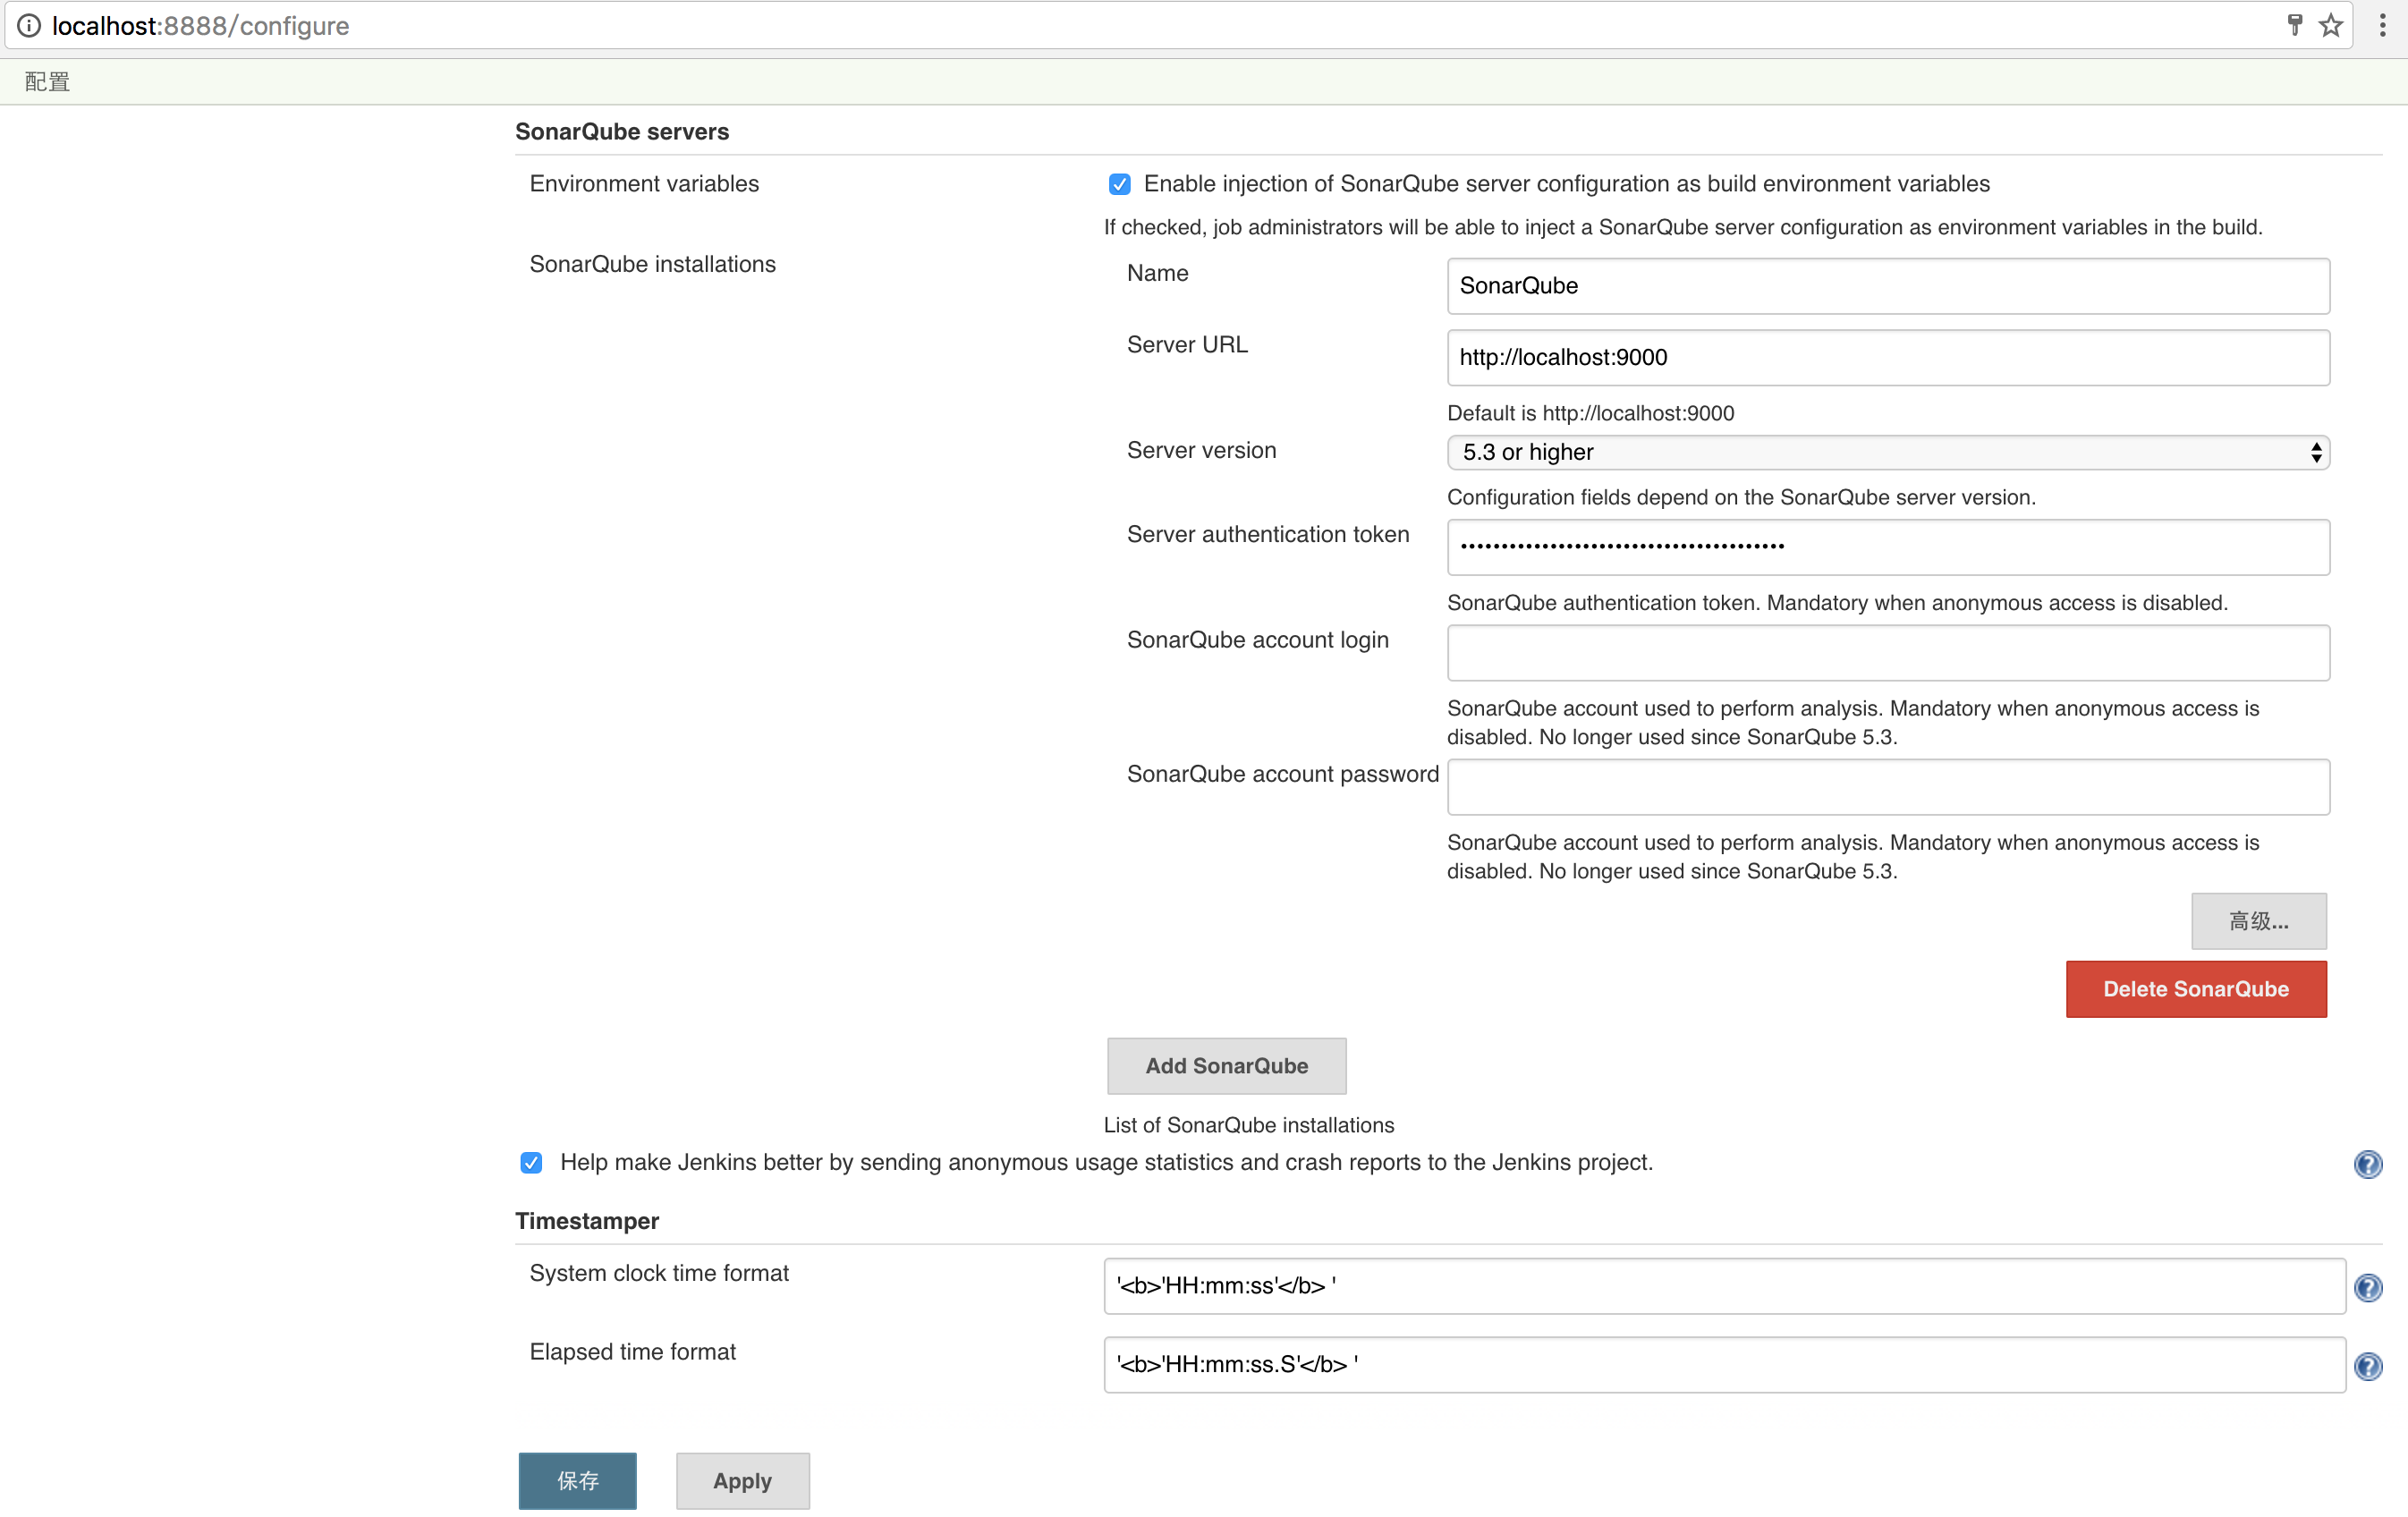 localhost:8888/configure
配置
SonarQube servers
Environment variables
Enable injection of SonarQube server configuration as build environment variables
If checked, job administrators will be able to inject a SonarQube server configuration as environment variables in the build.
SonarQube installations
Name
SonarQube
Server URL
http://localhost:9000
Default is http://localhost:9000
Server version
5.3 or higher
Configuration fields depend on the SonarQube server version.
Server authentication token
SonarQube authentication token. Mandatory when anonymous access is disabled.
SonarQube account login
SonarQube account used to perform analysis. Mandatory when anonymous access is
disabled. No longer used since SonarQube 5.3.
SonarQube account password
SonarQube account used to perform analysis. Mandatory when anonymous access is
disabled. No longer used since SonarQube 5.3.
高级...
Delete SonarQube
Add SonarQube
List of SonarQube installations
Help make Jenkins better by sending anonymous usage statistics and crash reports to the Jenkins project.
Timestamper
System clock time format
'<b>'HH:mm:ss'</b> '
Elapsed time format
'<b>'HH:mm:ss.S'</b> '
保存
Apply